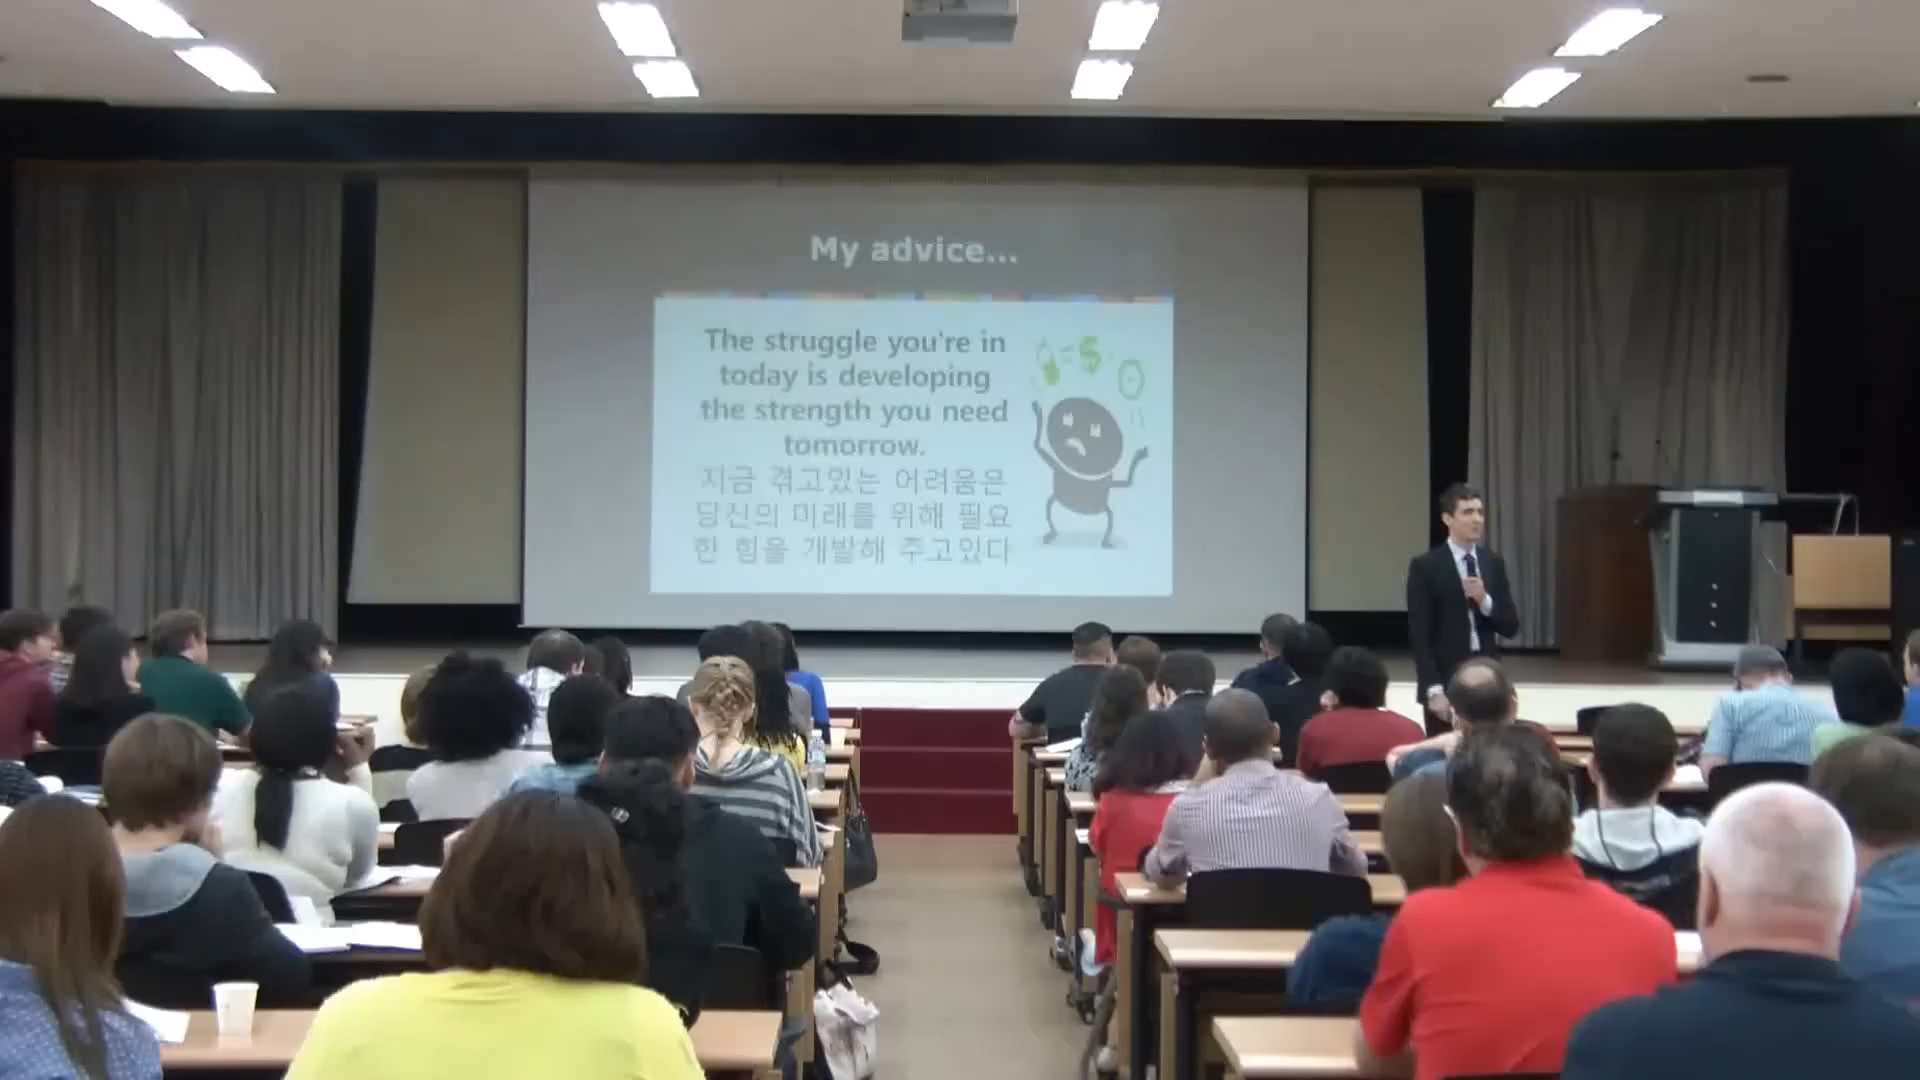 My advice...
The struggle you're in
today is developing
the strength you need
tomorrow.
지금 겪고있는 어려움은
당신의 미래를 위해 필요
한 힘을 개발해 주고있다